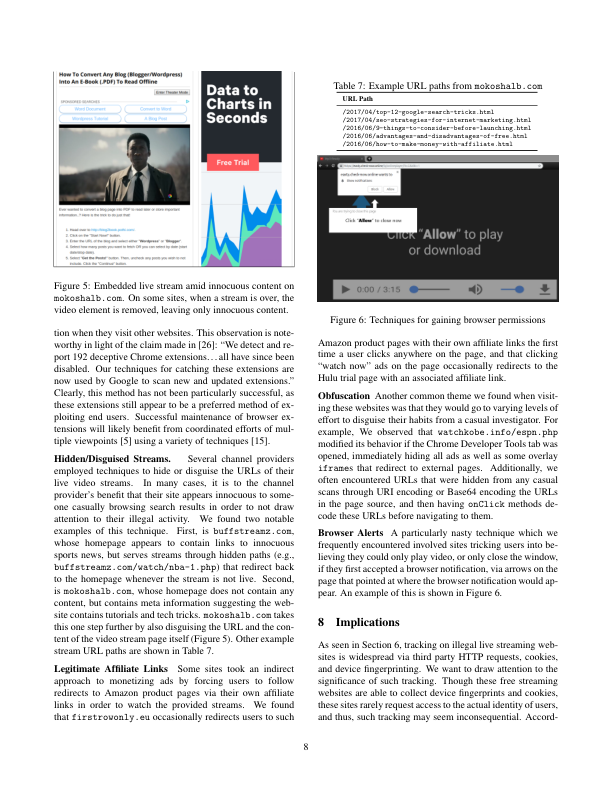 How To Convert Any Blog (Blogger/Wordpress)
Into An E-Book (.PDF) To Read Offline
Enter Theater Mode
SPONSORED SEARCHES
Word Document
Convert to Word
Wordpress Tutorial
A Blog Post
Data to
Charts in
Seconds
Free Trial
Figure 5: Embedded live stream amid innocuous content on
mokoshalb.com. On some sites, when a stream is over, the
video element is removed, leaving only innocuous content.
tion when they visit other websites. This observation is note-
worthy in light of the claim made in [26]: “We detect and re-
port 192 deceptive Chrome extensions. . . all have since been
disabled. Our techniques for catching these extensions are
now used by Google to scan new and updated extensions.”
Clearly, this method has not been particularly successful, as
these extensions still appear to be a preferred method of ex-
ploiting end users. Successful maintenance of browser ex-
tensions will likely benefit from coordinated efforts of mul-
tiple viewpoints [5] using a variety of techniques [15].
Hidden/Disguised Streams. Several channel providers
employed techniques to hide or disguise the URLs of their
live video streams. In many cases, it is to the channel
provider’s benefit that their site appears innocuous to some-
one casually browsing search results in order to not draw
attention to their illegal activity. We found two notable
examples of this technique. First, is buffstreamz.com,
whose homepage appears to contain links to innocuous
sports news, but serves streams through hidden paths (e.g.,
buffstreamz.com/watch/nba-1.php) that redirect back
to the homepage whenever the stream is not live. Second,
is mokoshalb.com, whose homepage does not contain any
content, but contains meta information suggesting the web-
site contains tutorials and tech tricks. mokoshalb.com takes
this one step further by also disguising the URL and the con-
tent of the video stream page itself (Figure 5). Other example
stream URL paths are shown in Table 7.
Legitimate Affiliate Links Some sites took an indirect
approach to monetizing ads by forcing users to follow
redirects to Amazon product pages via their own affiliate
links in order to watch the provided streams. We found
that firstrowonly.eu occasionally redirects users to such
Table 7: Example URL paths from mokoshalb.com
URL Path
/2017/04/top-12-google-search-tricks.html
/2017/04/seo-strategies-for-internet-marketing.html
/2016/06/9-things-to-consider-before-launching.html
/2016/06/advantages-and-disadvantages-of-free.html
/2016/06/how-to-make-money-with-affiliate.html
Click "Allow" to close now
Click “Allow” to play
or download
0:00 / 3:15
Figure 6: Techniques for gaining browser permissions
Amazon product pages with their own affiliate links the first
time a user clicks anywhere on the page, and that clicking
“watch now” ads on the page occasionally redirects to the
Hulu trial page with an associated affiliate link.
Obfuscation Another common theme we found when visit-
ing these websites was that they would go to varying levels of
effort to disguise their habits from a casual investigator. For
example, We observed that watchkobe.info/espn.php
modified its behavior if the Chrome Developer Tools tab was
opened, immediately hiding all ads as well as some overlay
iframes that redirect to external pages. Additionally, we
often encountered URLs that were hidden from any casual
scans through URI encoding or Base64 encoding the URLs
in the page source, and then having onClick methods de-
code these URLs before navigating to them.
Browser Alerts A particularly nasty technique which we
frequently encountered involved sites tricking users into be-
lieving they could only play video, or only close the window,
if they first accepted a browser notification, via arrows on the
page that pointed at where the browser notification would ap-
pear. An example of this is shown in Figure 6.
8 Implications
As seen in Section 6, tracking on illegal live streaming web-
sites is widespread via third party HTTP requests, cookies,
and device fingerprinting. We want to draw attention to the
significance of such tracking. Though these free streaming
websites are able to collect device fingerprints and cookies,
these sites rarely request access to the actual identity of users,
and thus, such tracking may seem inconsequential. Accord-
8